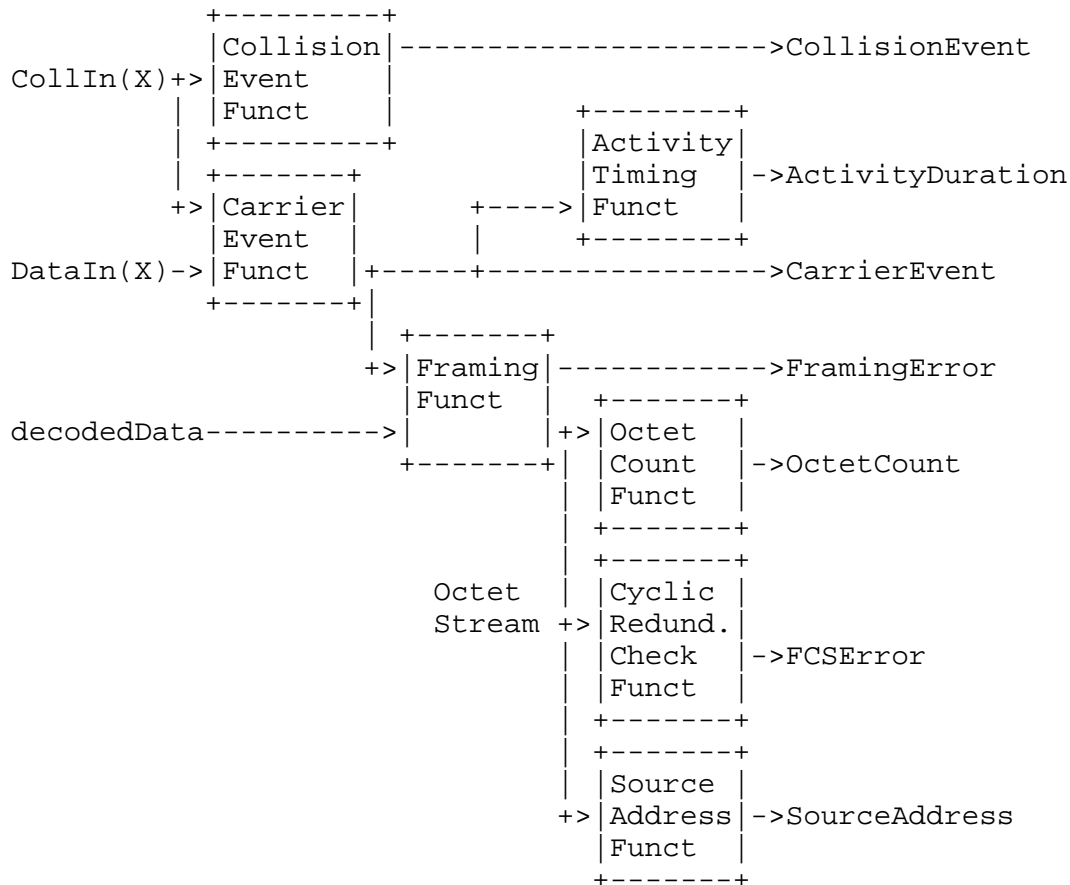 Collision ------------------->CollisionEvent
CollIn(X)+>|Event
Funct
Activity
Timing ->ActivityDuration
+>|Carrier +---->|Funct
Event
DataIn(X)->|Funct |+-----+--------------->CarrierEvent
+>|Framing|------------>FramingError
Funct
decodedData---------->| |+>|Octet
Count ->OctetCount
Funct
Octet Cyclic
Stream +>|Redund.
Check ->FCSError
Funct
Source
+>|Address|->SourceAddress
Funct